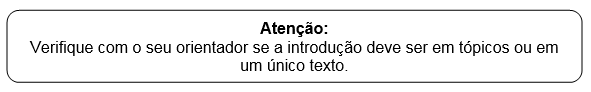 Atenção:
Verifique com o seu orientador se a introdução deve ser em tópicos ou em
um único texto.